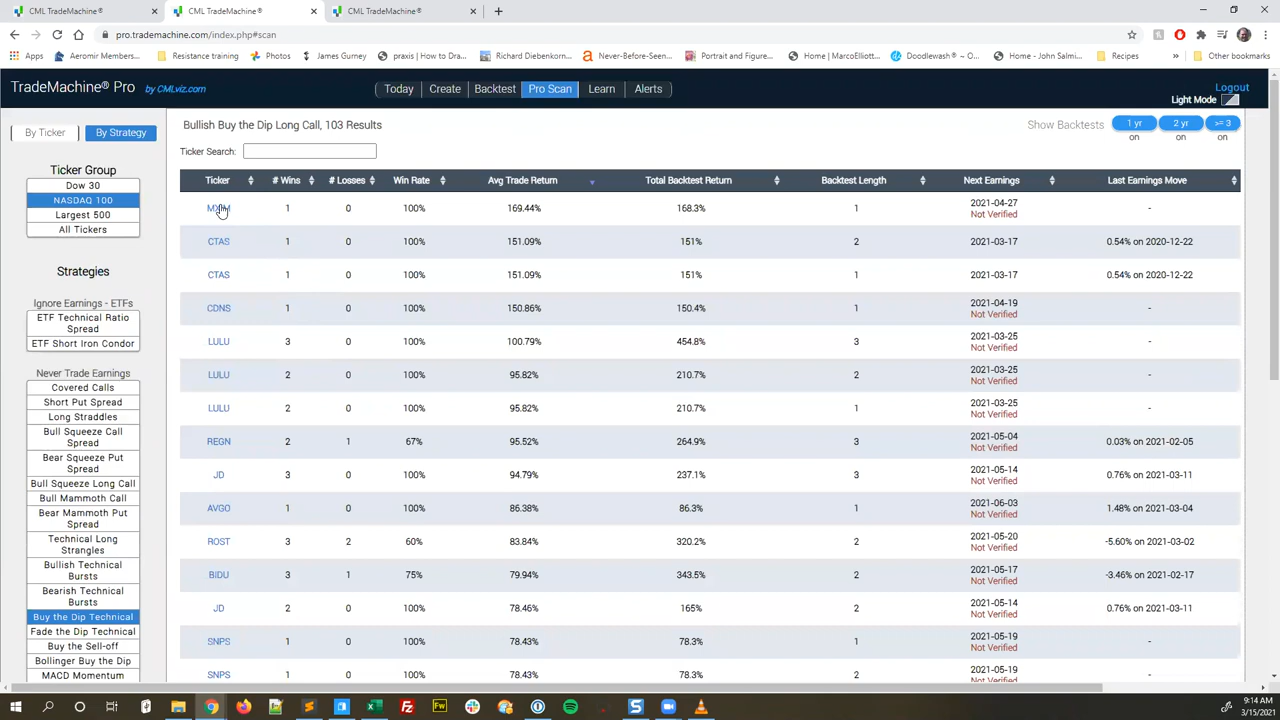 CML TradeMachine®
CML TradeMachine®
CML TradeMachine®
pro.trademachine.com/index.php#scan
Apps
Aeromir Members...
Resistance training
Photos
James Gurney
praxis | How to Cre...
Richard Diebenkorn...
Never-Before-Seen...
Portrait and Figure...
Home | MarcoElliott...
Doodlewash® – O...
Home - John Salmi...
Recipes
»
Other bookmarks
TradeMachine® Pro by CMLviz.com
Today
Create
Backtest
Pro Scan
Learn
Alerts
Logout
Light Mode
By Ticker
By Strategy
Ticker Group
Dow 30
NASDAQ 100
Largest 500
All Tickers
Strategies
Ignore Earnings - ETFs
ETF Technical Ratio
Spread
ETF Short Iron Condor
Never Trade Earnings
Covered Calls
Short Put Spread
Long Straddles
Bull Squeeze Call
Spread
Bear Squeeze Put
Spread
Bull Squeeze Long Call
Bull Mammoth Call
Bear Mammoth Put
Spread
Technical Long
Strangles
Bullish Technical
Bursts
Bearish Technical
Bursts
Buy the Dip Technical
Fade the Dip Technical
Buy the Sell-off
Bollinger Buy the Dip
MACD Momentum
Bullish Buy the Dip Long Call, 103 Results
Show Backtests
1 yr
on
2 yr
on
>= 3
on
Ticker Search:
Ticker # Wins # Losses Win Rate Avg Trade Return Total Backtest Return Backtest Length Next Earnings Last Earnings Move
MXIM 1 0 100% 169.44% 168.3% 1 2021-04-27 Not Verified -
CTAS 1 0 100% 151.09% 151% 2 2021-03-17 0.54% on 2020-12-22
CTAS 1 0 100% 151.09% 151% 1 2021-03-17 0.54% on 2020-12-22
CDNS 1 0 100% 150.86% 150.4% 1 2021-04-19 Not Verified -
LULU 3 0 100% 100.79% 454.8% 3 2021-03-25 Not Verified -
LULU 2 0 100% 95.82% 210.7% 2 2021-03-25 Not Verified -
LULU 2 0 100% 95.82% 210.7% 1 2021-03-25 Not Verified -
REGN 2 1 67% 95.52% 264.9% 3 2021-05-04 Not Verified 0.03% on 2021-02-05
JD 3 0 100% 94.79% 237.1% 3 2021-05-14 Not Verified 0.76% on 2021-03-11
AVGO 1 0 100% 86.38% 86.3% 1 2021-06-03 Not Verified 1.48% on 2021-03-04
ROST 3 2 60% 83.84% 320.2% 2 2021-05-20 Not Verified -5.60% on 2021-03-02
BIDU 3 1 75% 79.94% 343.5% 2 2021-05-17 Not Verified -3.46% on 2021-02-17
JD 2 0 100% 78.46% 165% 2 2021-05-14 Not Verified 0.76% on 2021-03-11
SNPS 1 0 100% 78.43% 78.3% 1 2021-05-19 Not Verified -
SNPS 1 0 100% 78.43% 78.3% 2 2021-05-19 Not Verified -
9:14 AM
3/15/2021